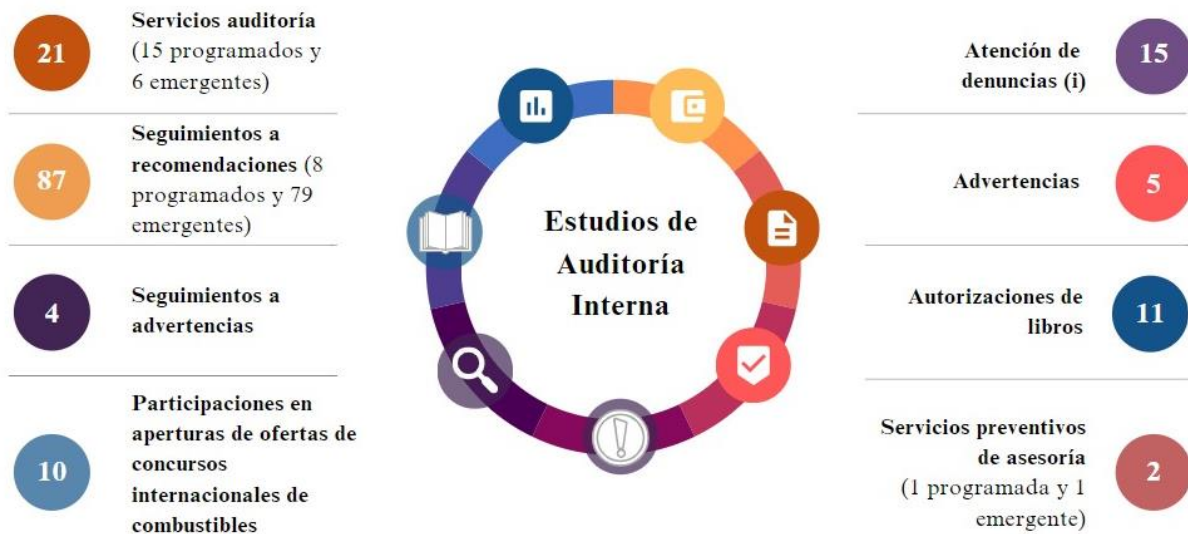 21
Servicios auditoría
(15 programados y
6 emergentes)
87
Seguimientos a
recomendaciones (8
programados y 79
emergentes)
4
Seguimientos a
advertencias
10
Participaciones en
aperturas de ofertas de
concursos
internacionales de
combustibles
Estudios de
Auditoría
Interna
Atención de
denuncias (i)
15
Advertencias
5
Autorizaciones de
libros
11
Servicios preventivos
de asesoría
(1 programada y 1
emergente)
2